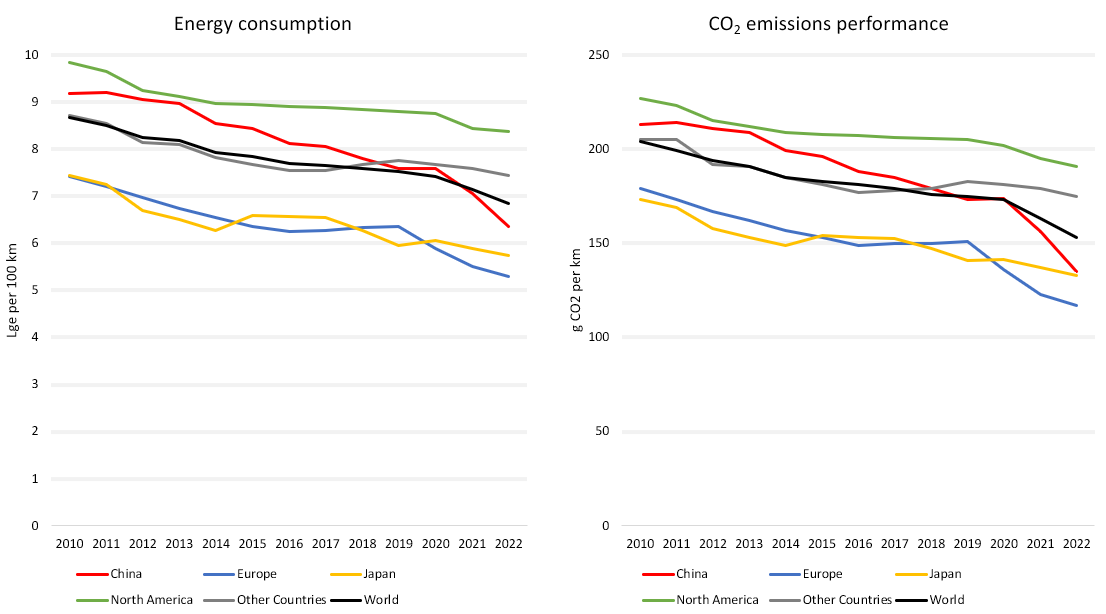 Energy consumption
10
9
8
7
6
5
4
3
2
1
0
Lge per 100 km
2010 2011 2012 2013 2014 2015 2016 2017 2018 2019 2020 2021 2022
China Europe Japan
North America Other Countries World
CO2 emissions performance
250
200
150
100
50
0
g CO2 per km
2010 2011 2012 2013 2014 2015 2016 2017 2018 2019 2020 2021 2022
China Europe Japan
North America Other Countries World